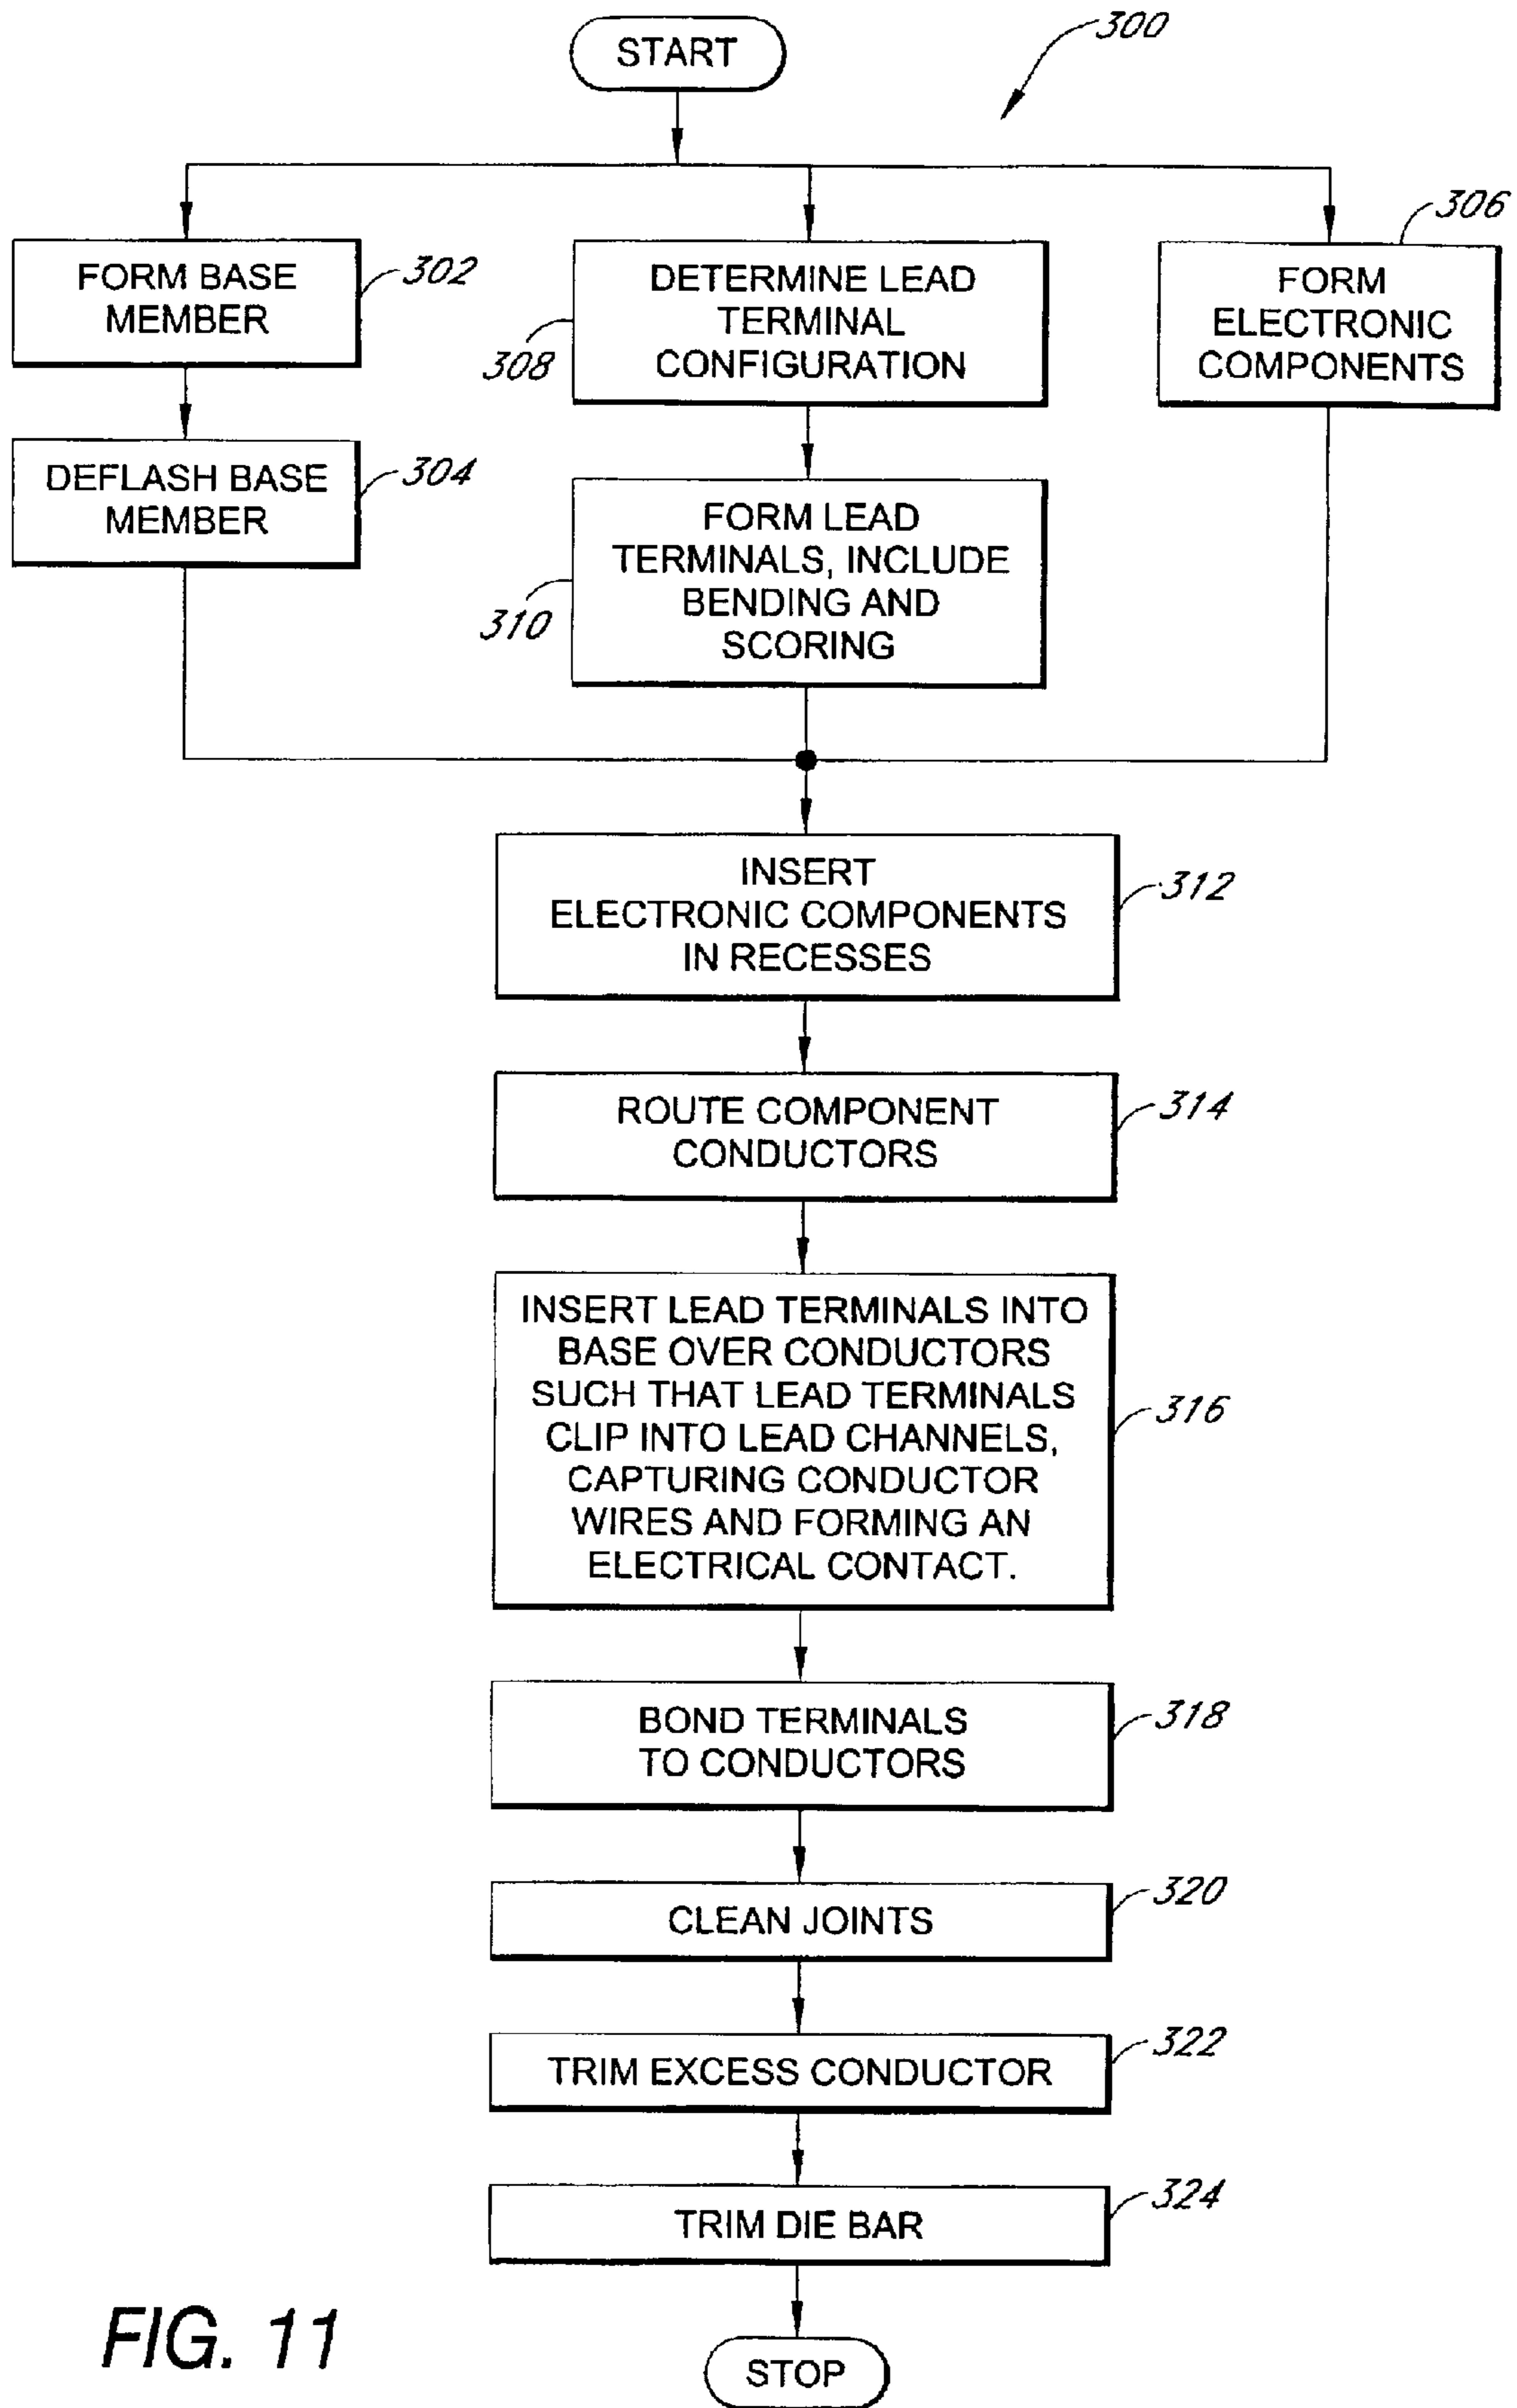 START
300
FORM BASE
MEMBER
302
DETERMINE LEAD
TERMINAL
CONFIGURATION
308
FORM
ELECTRONIC
COMPONENTS
306
DEFLASH BASE
MEMBER
304
FORM LEAD
TERMINALS, INCLUDE
BENDING AND
SCORING
310
INSERT
ELECTRONIC COMPONENTS
IN RECESSES
312
ROUTE COMPONENT
CONDUCTORS
314
INSERT LEAD TERMINALS INTO
BASE OVER CONDUCTORS
SUCH THAT LEAD TERMINALS
CLIP INTO LEAD CHANNELS,
CAPTURING CONDUCTOR
WIRES AND FORMING AN
ELECTRICAL CONTACT.
316
BOND TERMINALS
TO CONDUCTORS
318
CLEAN JOINTS
320
TRIM EXCESS CONDUCTOR
322
TRIM DIE BAR
324
STOP
FIG. 11